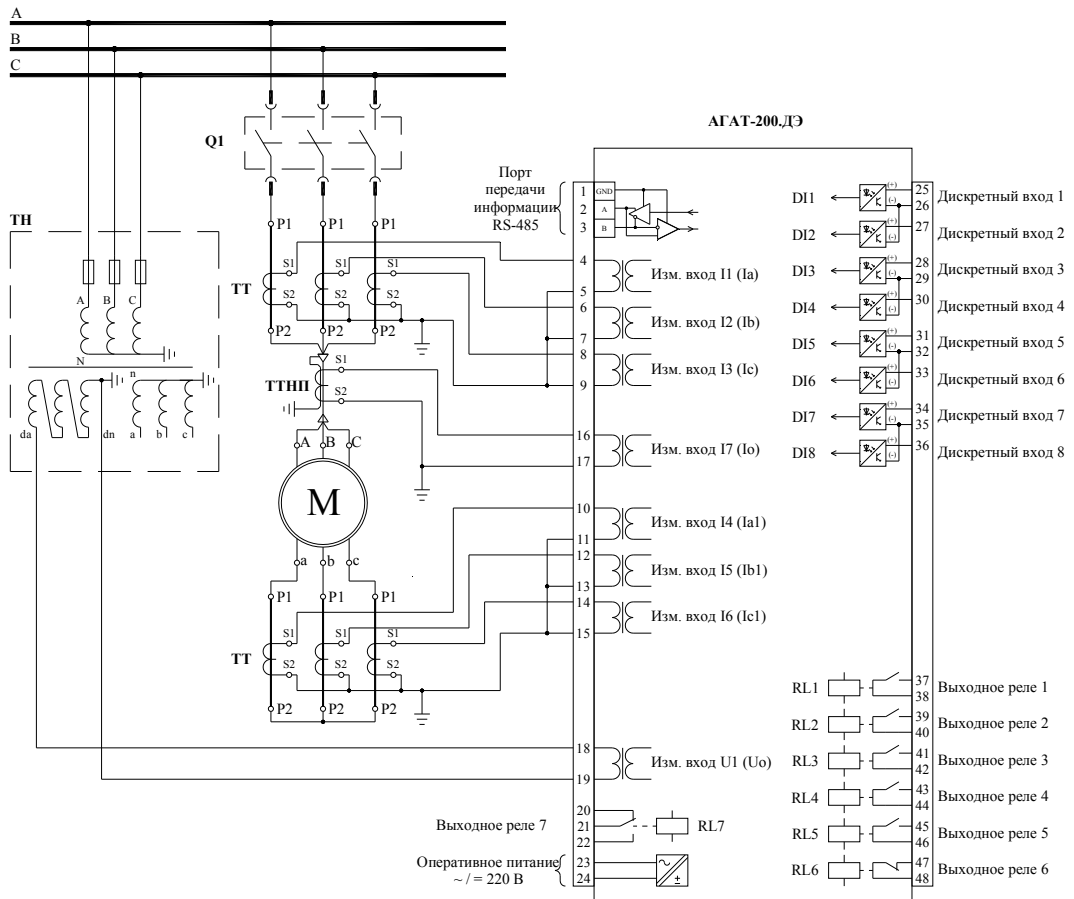 A
B
C
АГАТ-200.ДЭ
Q1
Порт
передачи
информации
RS-485
1 GND
2 A
3 B
ТН
A B C
N
n
da dn a b c
P1 P1 P1
ТТ
S1 S1 S1
S2 S2 S2
P2 P2 P2
ТТНП
S1
S2
A B C
M
a b c
P1 P1 P1
ТТ
S1 S1 S1
S2 S2 S2
P2 P2 P2
4
Изм. вход I1 (Ia)
5
6
Изм. вход I2 (Ib)
7
8
Изм. вход I3 (Ic)
9
16
Изм. вход I7 (Io)
17
10
Изм. вход I4 (Ia1)
11
12
Изм. вход I5 (Ib1)
13
14
Изм. вход I6 (Ic1)
15
18
Изм. вход U1 (Uo)
19
20
Выходное реле 7 21 RL7
22
Оперативное питание
~ / = 220 В
23
24
~
±
DI1 (+) 25 Дискретный вход 1
(-) 26
DI2 (+) 27 Дискретный вход 2
(-)
DI3 (+) 28 Дискретный вход 3
(-) 29
DI4 (+) 30 Дискретный вход 4
(-)
DI5 (+) 31 Дискретный вход 5
(-) 32
DI6 (+) 33 Дискретный вход 6
(-)
DI7 (+) 34 Дискретный вход 7
(-) 35
DI8 (+) 36 Дискретный вход 8
(-)
RL1 37 Выходное реле 1
38
RL2 39 Выходное реле 2
40
RL3 41 Выходное реле 3
42
RL4 43 Выходное реле 4
44
RL5 45 Выходное реле 5
46
RL6 47 Выходное реле 6
48